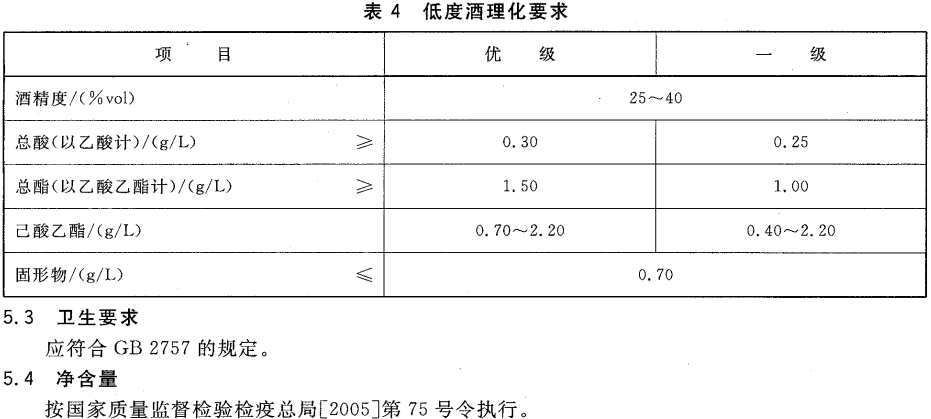 表 4 低度酒理化要求
项 目 优 级 一 级
酒精度/(%vol) 25～40
总酸(以乙酸计)/(g/L) ≥ 0.30 0.25
总酯(以乙酸乙酯计)/(g/L) ≥ 1.50 1.00
己酸乙酯/(g/L) 0.70～2.20 0.40～2.20
固形物/(g/L) ≤ 0.70
5.3 卫生要求
应符合 GB 2757 的规定。
5.4 净含量
按国家质量监督检验检疫总局[2005]第 75 号令执行。